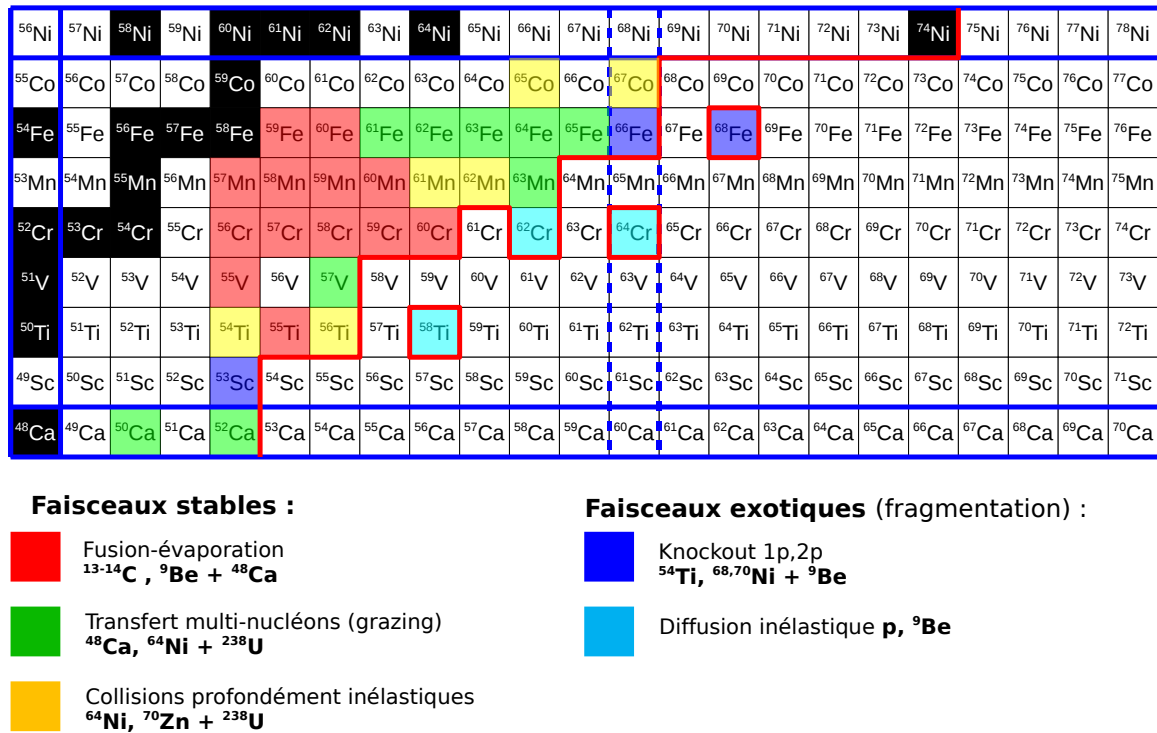 ⁵⁶Ni ⁵⁷Ni ⁵⁸Ni ⁵⁹Ni ⁶⁰Ni ⁶¹Ni ⁶²Ni ⁶³Ni ⁶⁴Ni ⁶⁵Ni ⁶⁶Ni ⁶⁷Ni ⁶⁸Ni ⁶⁹Ni ⁷⁰Ni ⁷¹Ni ⁷²Ni ⁷³Ni ⁷⁴Ni ⁷⁵Ni ⁷⁶Ni ⁷⁷Ni ⁷⁸Ni
⁵⁵Co ⁵⁶Co ⁵⁷Co ⁵⁸Co ⁵⁹Co ⁶⁰Co ⁶¹Co ⁶²Co ⁶³Co ⁶⁴Co ⁶⁵Co ⁶⁶Co ⁶⁷Co ⁶⁸Co ⁶⁹Co ⁷⁰Co ⁷¹Co ⁷²Co ⁷³Co ⁷⁴Co ⁷⁵Co ⁷⁶Co ⁷⁷Co
⁵⁴Fe ⁵⁵Fe ⁵⁶Fe ⁵⁷Fe ⁵⁸Fe ⁵⁹Fe ⁶⁰Fe ⁶¹Fe ⁶²Fe ⁶³Fe ⁶⁴Fe ⁶⁵Fe ⁶⁶Fe ⁶⁷Fe ⁶⁸Fe ⁶⁹Fe ⁷⁰Fe ⁷¹Fe ⁷²Fe ⁷³Fe ⁷⁴Fe ⁷⁵Fe ⁷⁶Fe
⁵³Mn ⁵⁴Mn ⁵⁵Mn ⁵⁶Mn ⁵⁷Mn ⁵⁸Mn ⁵⁹Mn ⁶⁰Mn ⁶¹Mn ⁶²Mn ⁶³Mn ⁶⁴Mn ⁶⁵Mn ⁶⁶Mn ⁶⁷Mn ⁶⁸Mn ⁶⁹Mn ⁷⁰Mn ⁷¹Mn ⁷²Mn ⁷³Mn ⁷⁴Mn ⁷⁵Mn
⁵²Cr ⁵³Cr ⁵⁴Cr ⁵⁵Cr ⁵⁶Cr ⁵⁷Cr ⁵⁸Cr ⁵⁹Cr ⁶⁰Cr ⁶¹Cr ⁶²Cr ⁶³Cr ⁶⁴Cr ⁶⁵Cr ⁶⁶Cr ⁶⁷Cr ⁶⁸Cr ⁶⁹Cr ⁷⁰Cr ⁷¹Cr ⁷²Cr ⁷³Cr ⁷⁴Cr
⁵¹V ⁵²V ⁵³V ⁵⁴V ⁵⁵V ⁵⁶V ⁵⁷V ⁵⁸V ⁵⁹V ⁶⁰V ⁶¹V ⁶²V ⁶³V ⁶⁴V ⁶⁵V ⁶⁶V ⁶⁷V ⁶⁸V ⁶⁹V ⁷⁰V ⁷¹V ⁷²V ⁷³V
⁵⁰Ti ⁵¹Ti ⁵²Ti ⁵³Ti ⁵⁴Ti ⁵⁵Ti ⁵⁶Ti ⁵⁷Ti ⁵⁸Ti ⁵⁹Ti ⁶⁰Ti ⁶¹Ti ⁶²Ti ⁶³Ti ⁶⁴Ti ⁶⁵Ti ⁶⁶Ti ⁶⁷Ti ⁶⁸Ti ⁶⁹Ti ⁷⁰Ti ⁷¹Ti ⁷²Ti
⁴⁹Sc ⁵⁰Sc ⁵¹Sc ⁵²Sc ⁵³Sc ⁵⁴Sc ⁵⁵Sc ⁵⁶Sc ⁵⁷Sc ⁵⁸Sc ⁵⁹Sc ⁶⁰Sc ⁶¹Sc ⁶²Sc ⁶³Sc ⁶⁴Sc ⁶⁵Sc ⁶⁶Sc ⁶⁷Sc ⁶⁸Sc ⁶⁹Sc ⁷⁰Sc ⁷¹Sc
⁴⁸Ca ⁴⁹Ca ⁵⁰Ca ⁵¹Ca ⁵²Ca ⁵³Ca ⁵⁴Ca ⁵⁵Ca ⁵⁶Ca ⁵⁷Ca ⁵⁸Ca ⁵⁹Ca ⁶⁰Ca ⁶¹Ca ⁶²Ca ⁶³Ca ⁶⁴Ca ⁶⁵Ca ⁶⁶Ca ⁶⁷Ca ⁶⁸Ca ⁶⁹Ca ⁷⁰Ca
Faisceaux stables :
Fusion-évaporation
¹³⁻¹⁴C , ⁹Be + ⁴⁸Ca
Transfert multi-nucléons (grazing)
⁴⁸Ca, ⁶⁴Ni + ²³⁸U
Collisions profondément inélastiques
⁶⁴Ni, ⁷⁰Zn + ²³⁸U
Faisceaux exotiques (fragmentation) :
Knockout 1p,2p
⁵⁴Ti, ⁶⁸,⁷⁰Ni + ⁹Be
Diffusion inélastique p, ⁹Be